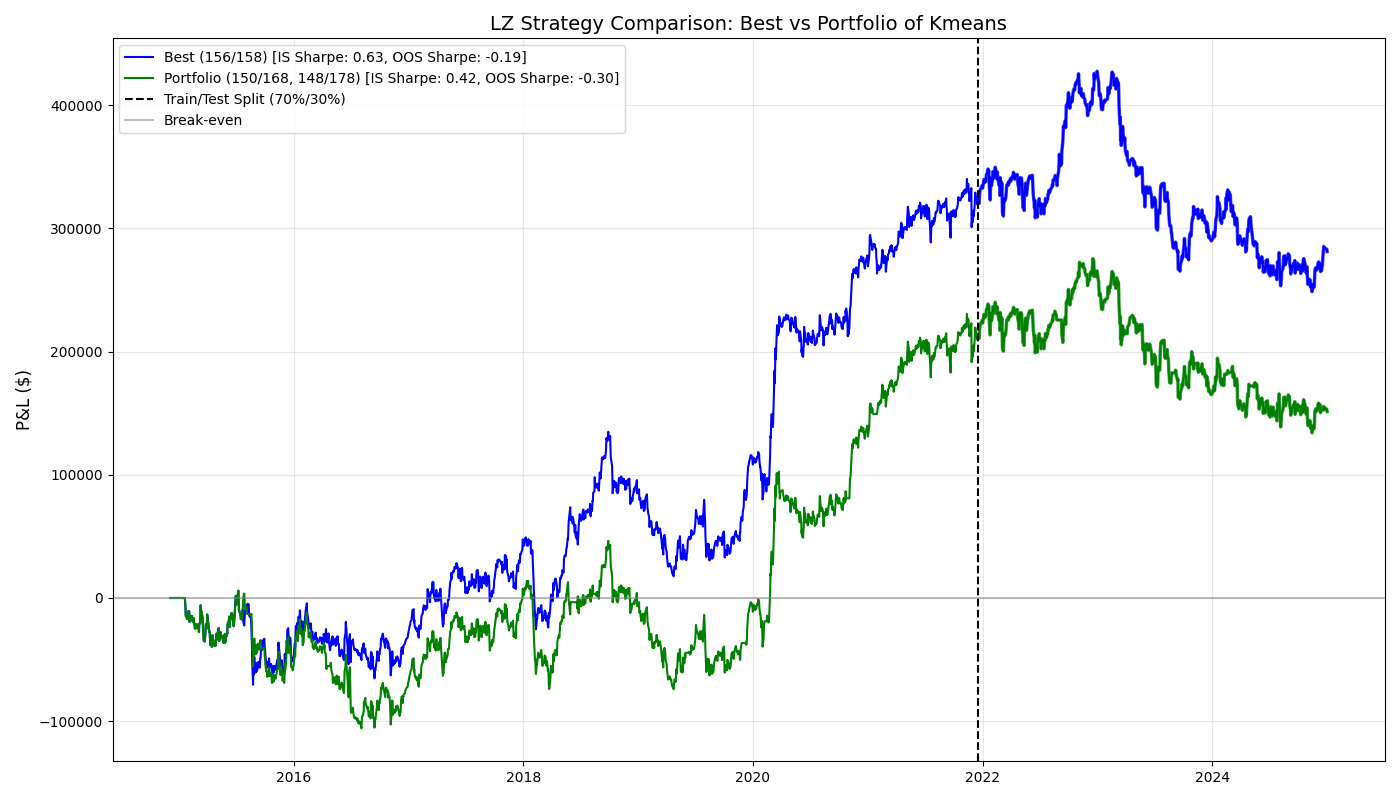 LZ Strategy Comparison: Best vs Portfolio of Kmeans
Best (156/158) [IS Sharpe: 0.63, OOS Sharpe: -0.19]
Portfolio (150/168, 148/178) [IS Sharpe: 0.42, OOS Sharpe: -0.30]
Train/Test Split (70%/30%)
Break-even
P&L ($)
400000
300000
200000
100000
0
−100000
2016
2018
2020
2022
2024